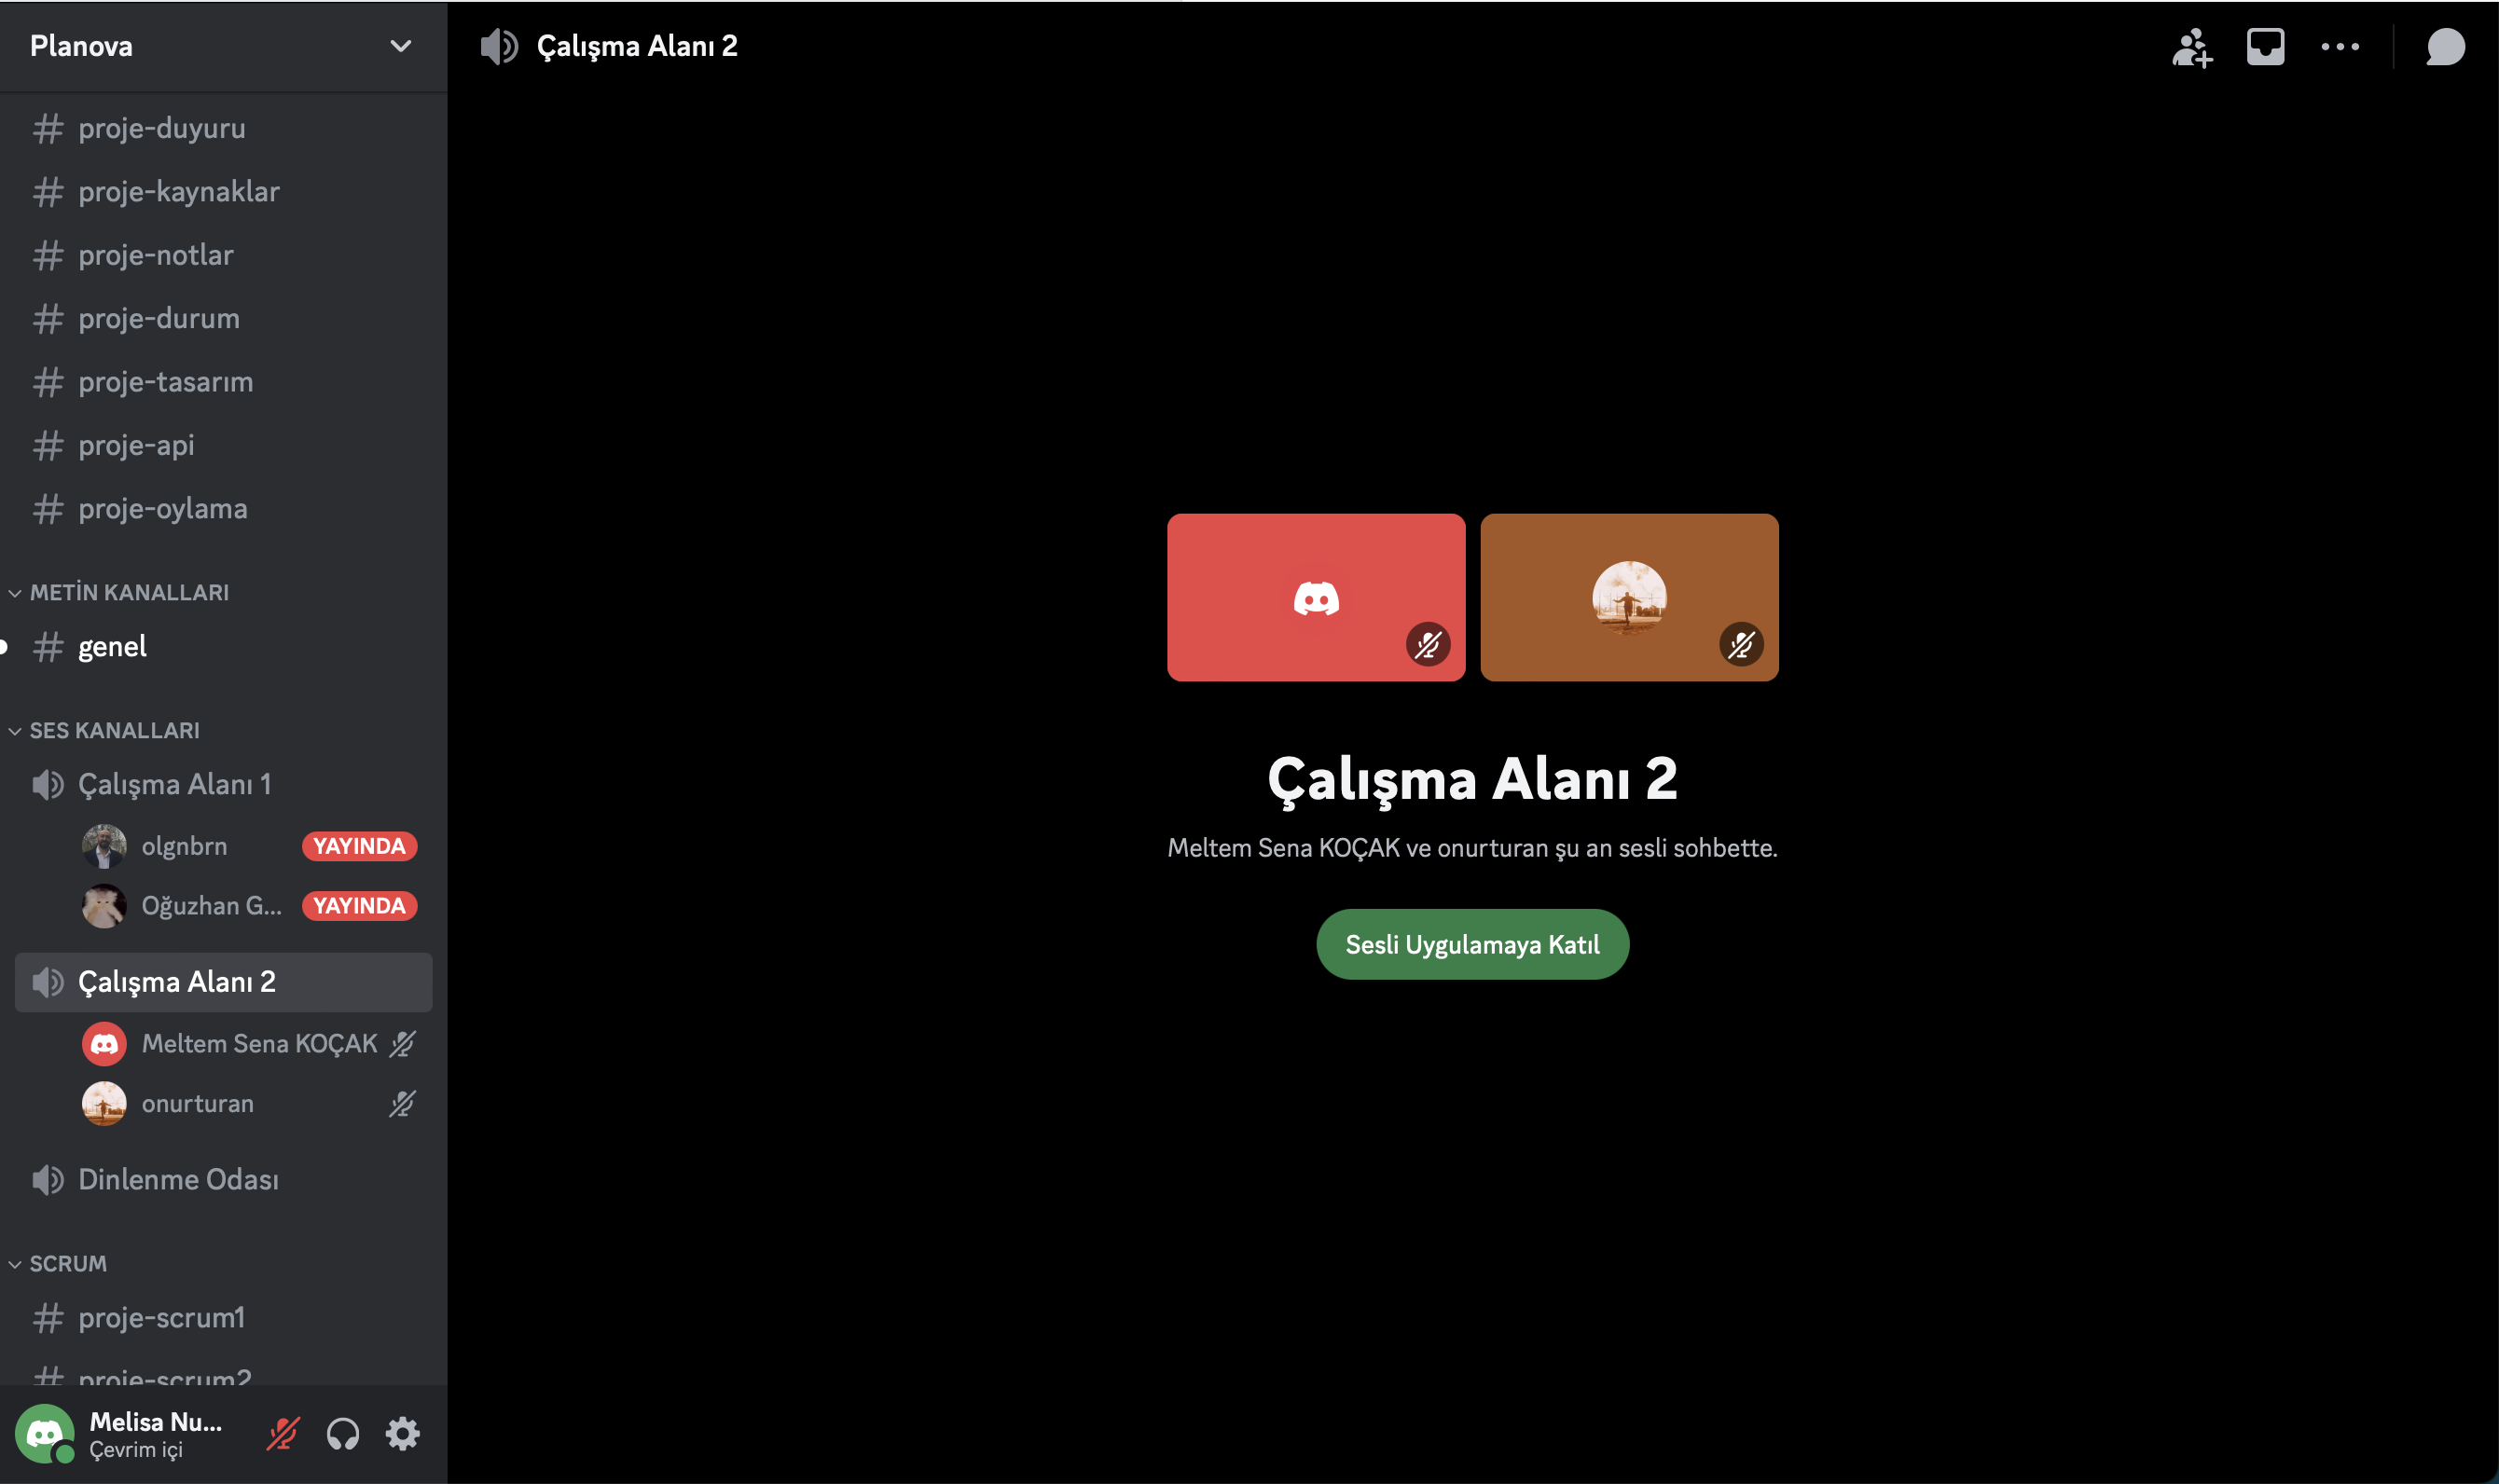 Planova
proje-duyuru
proje-kaynaklar
proje-notlar
proje-durum
proje-tasarım
proje-api
proje-oylama
METİN KANALLARI
genel
SES KANALLARI
Çalışma Alanı 1
olgnbrn YAYINDA
Oğuzhan G... YAYINDA
Çalışma Alanı 2
Meltem Sena KOÇAK
onurturan
Dinlenme Odası
SCRUM
proje-scrum1
proje-scrum2
Melisa Nu...
Çevrim içi
Çalışma Alanı 2
Çalışma Alanı 2
Meltem Sena KOÇAK ve onurturan şu an sesli sohbette.
Sesli Uygulamaya Katıl